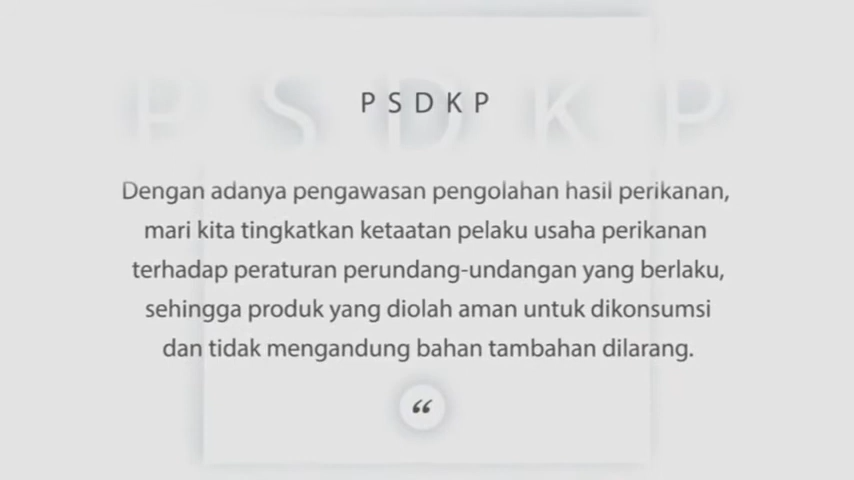 P S D K P
Dengan adanya pengawasan pengolahan hasil perikanan,
mari kita tingkatkan ketaatan pelaku usaha perikanan
terhadap peraturan perundang-undangan yang berlaku,
sehingga produk yang diolah aman untuk dikonsumsi
dan tidak mengandung bahan tambahan dilarang.
“